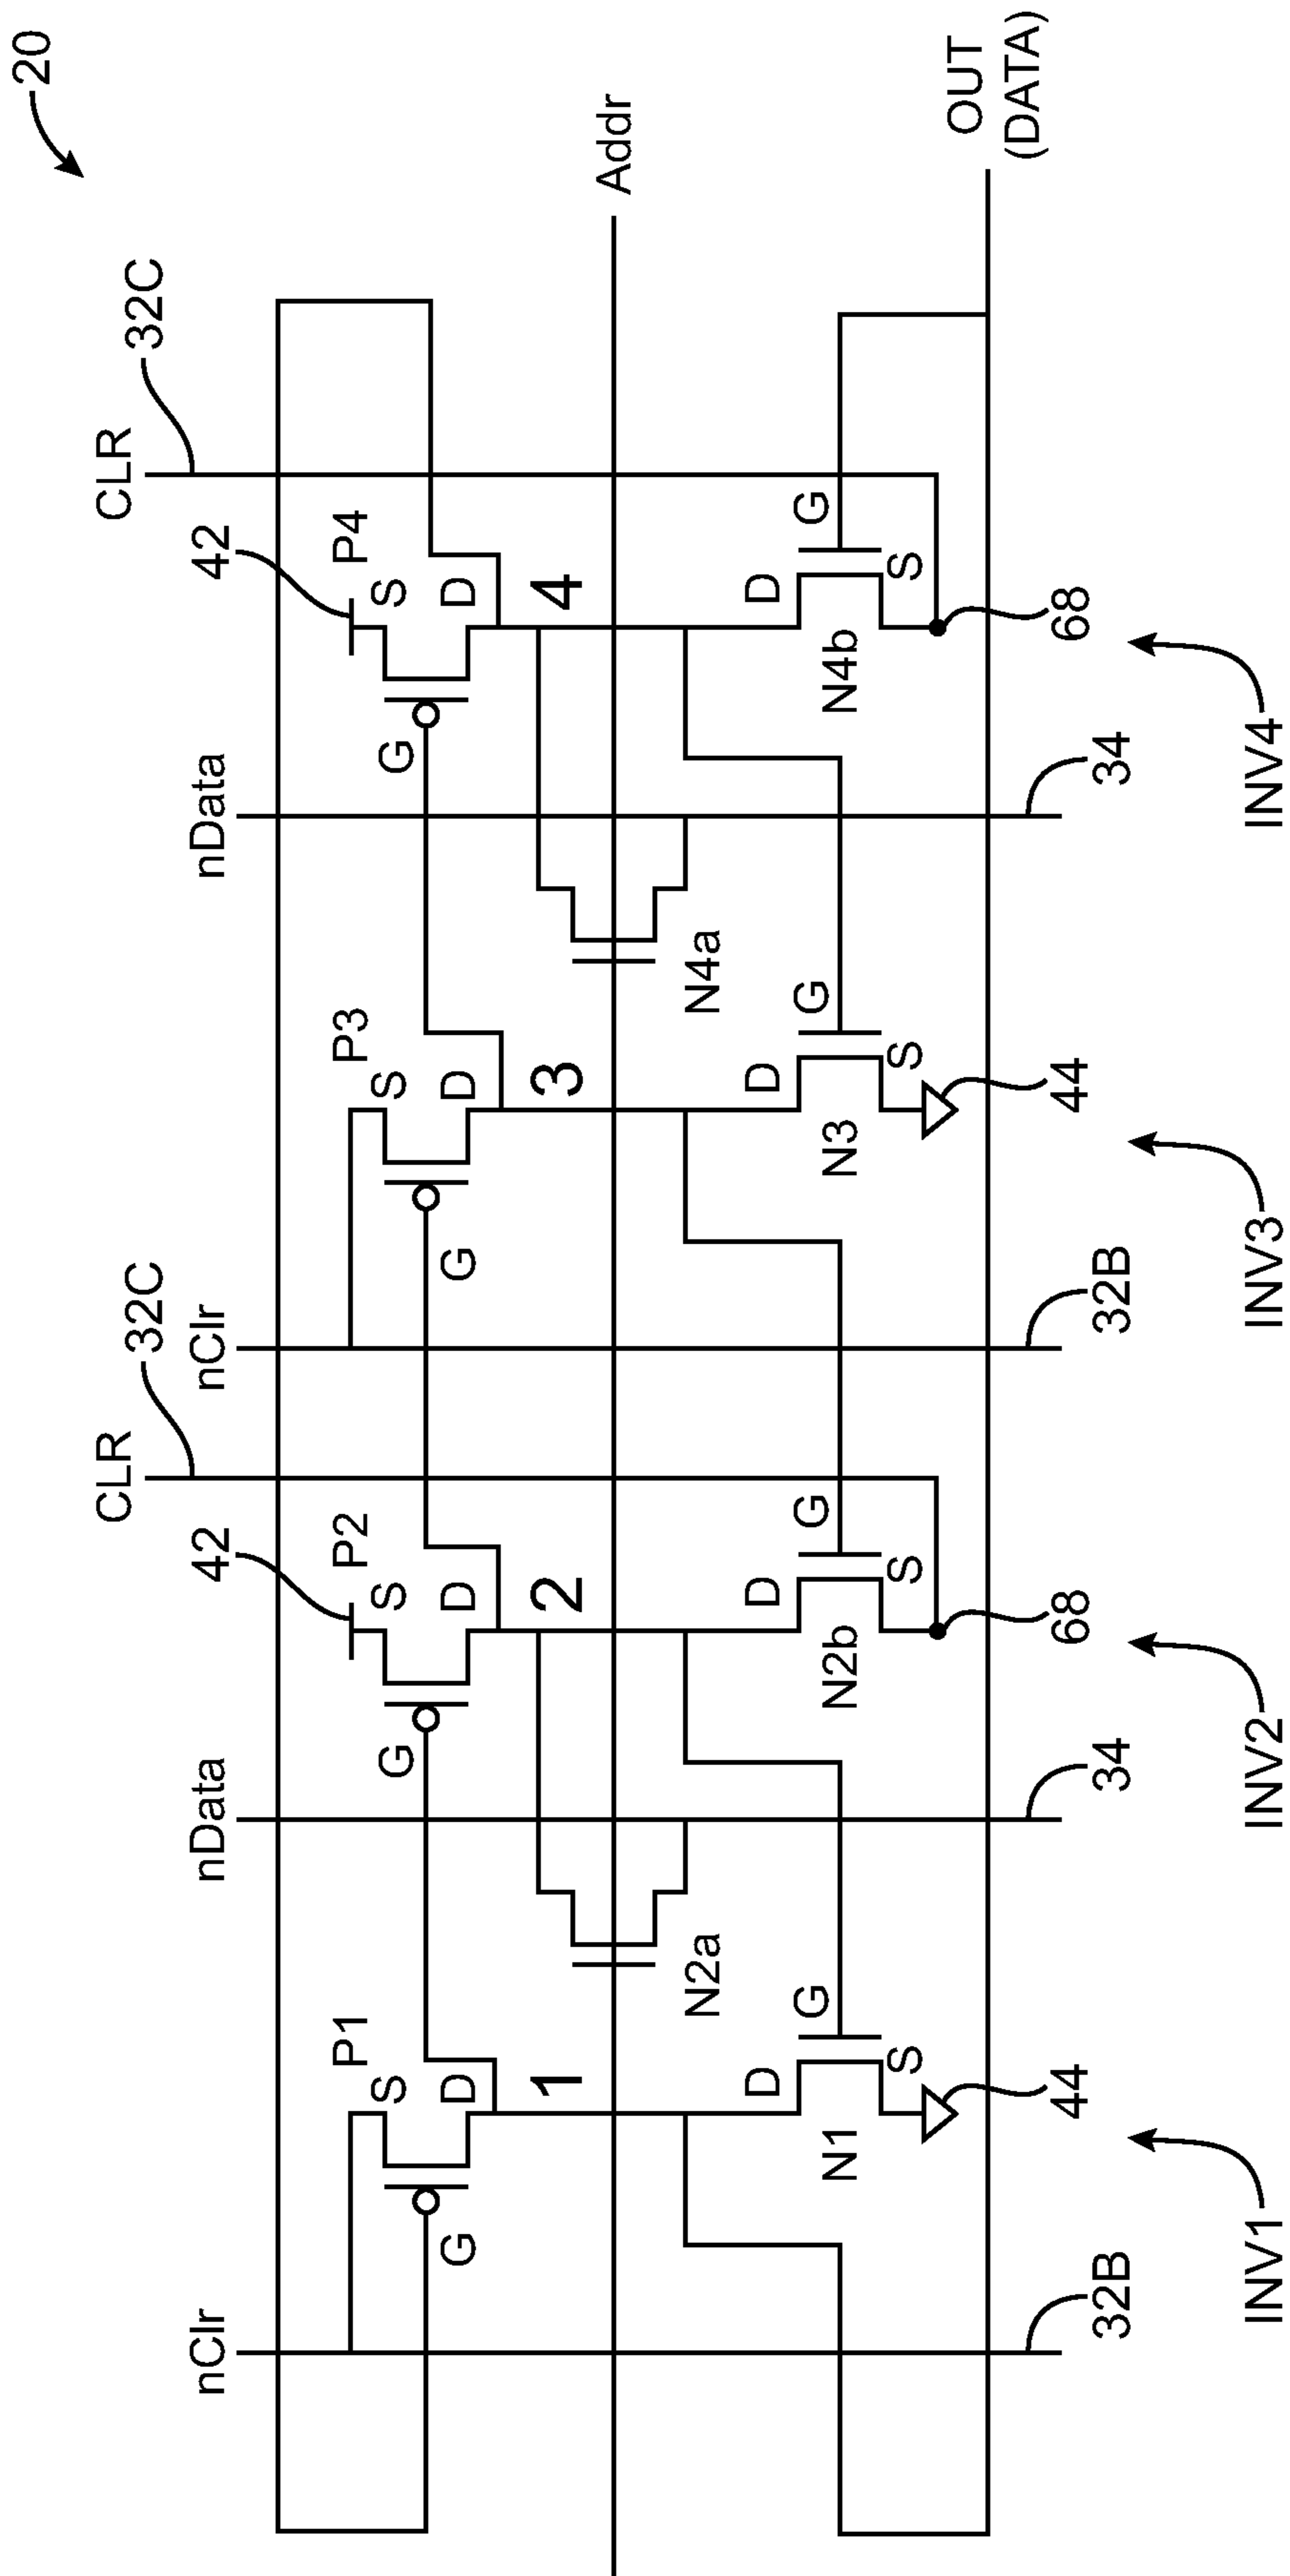 20
CLR
32C
CLR
32C
nClr
nData
42
nClr
nData
42
P1
S
G
D
P2
S
G
D
P3
S
G
D
P4
S
G
D
1
2
3
4
Addr
N2a
N4a
D
G
N1
S
D
G
N2b
S
D
G
N3
S
D
G
N4b
S
OUT
(DATA)
44
68
44
68
32B
34
32B
34
INV1
INV2
INV3
INV4